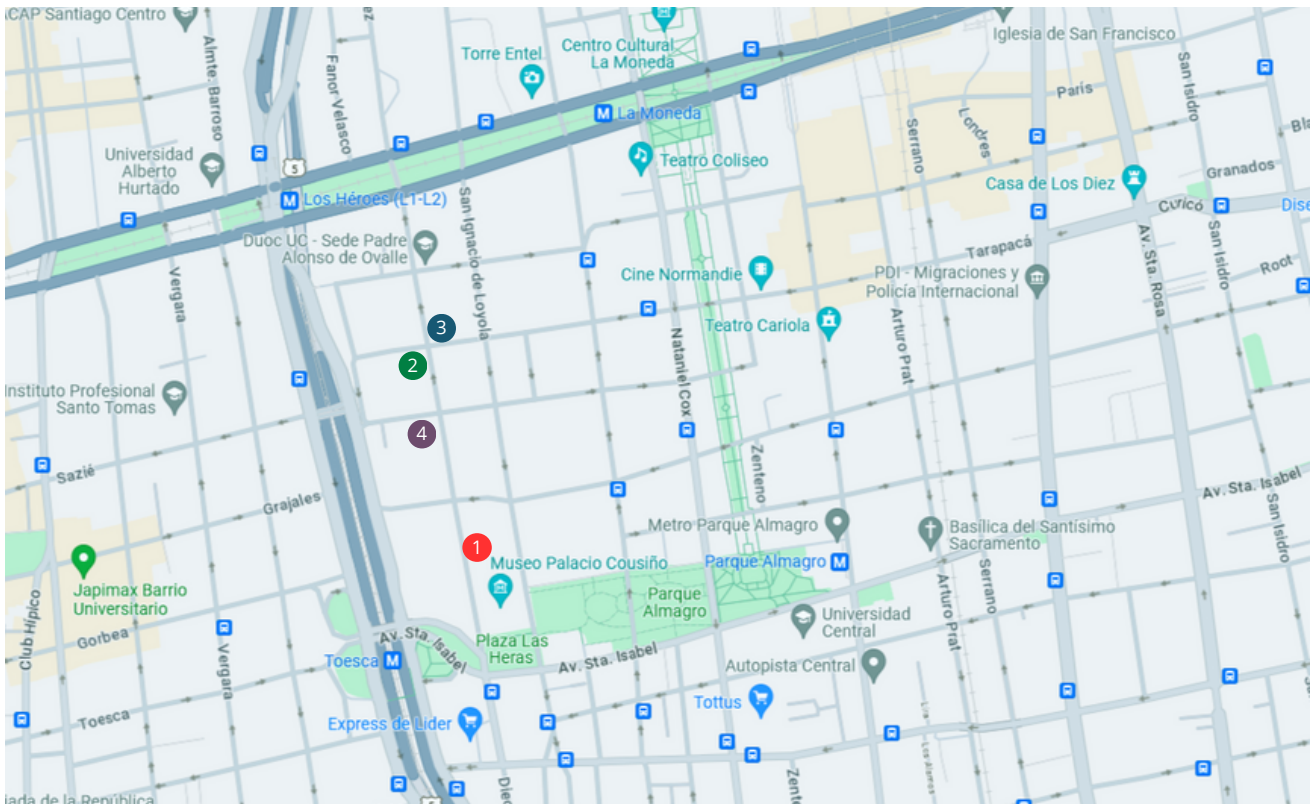 CAP Santiago Centro
Almte. Barroso
Fanor Velasco
Torre Entel
Centro Cultural
La Moneda
Iglesia de San Francisco
San Isidro
París
Londres
Serrano
La Moneda
Teatro Coliseo
Universidad
Alberto
Hurtado
5
Los Héroes (L1-L2)
San Ignacio de Loyola
Duoc UC - Sede Padre
Alonso de Ovalle
Casa de Los Diez
Granados
Curicó
Tarapacá
San Isidro
Root
Av. Sta. Rosa
Vergara
Cine Normandie
PDI - Migraciones y
Policía Internacional
Teatro Cariola
Arturo Prat
Nataniel Cox
3
2
4
Instituto Profesional
Santo Tomas
Sazié
Grajales
Zenteno
Av. Sta. Isabel
San Isidro
1
Museo Palacio Cousiño
Metro Parque Almagro
Parque Almagro
Basílica del Santísimo
Sacramento
Japimax Barrio
Universitario
Parque
Almagro
Serrano
Arturo Prat
Universidad
Central
Club Hípico
Gorbea
Vergara
Av. Sta. Isabel
Plaza Las
Heras
Av. Sta. Isabel
Toesca
Autopista Central
Tottus
Toesca
Express de Lider
Los Alamos